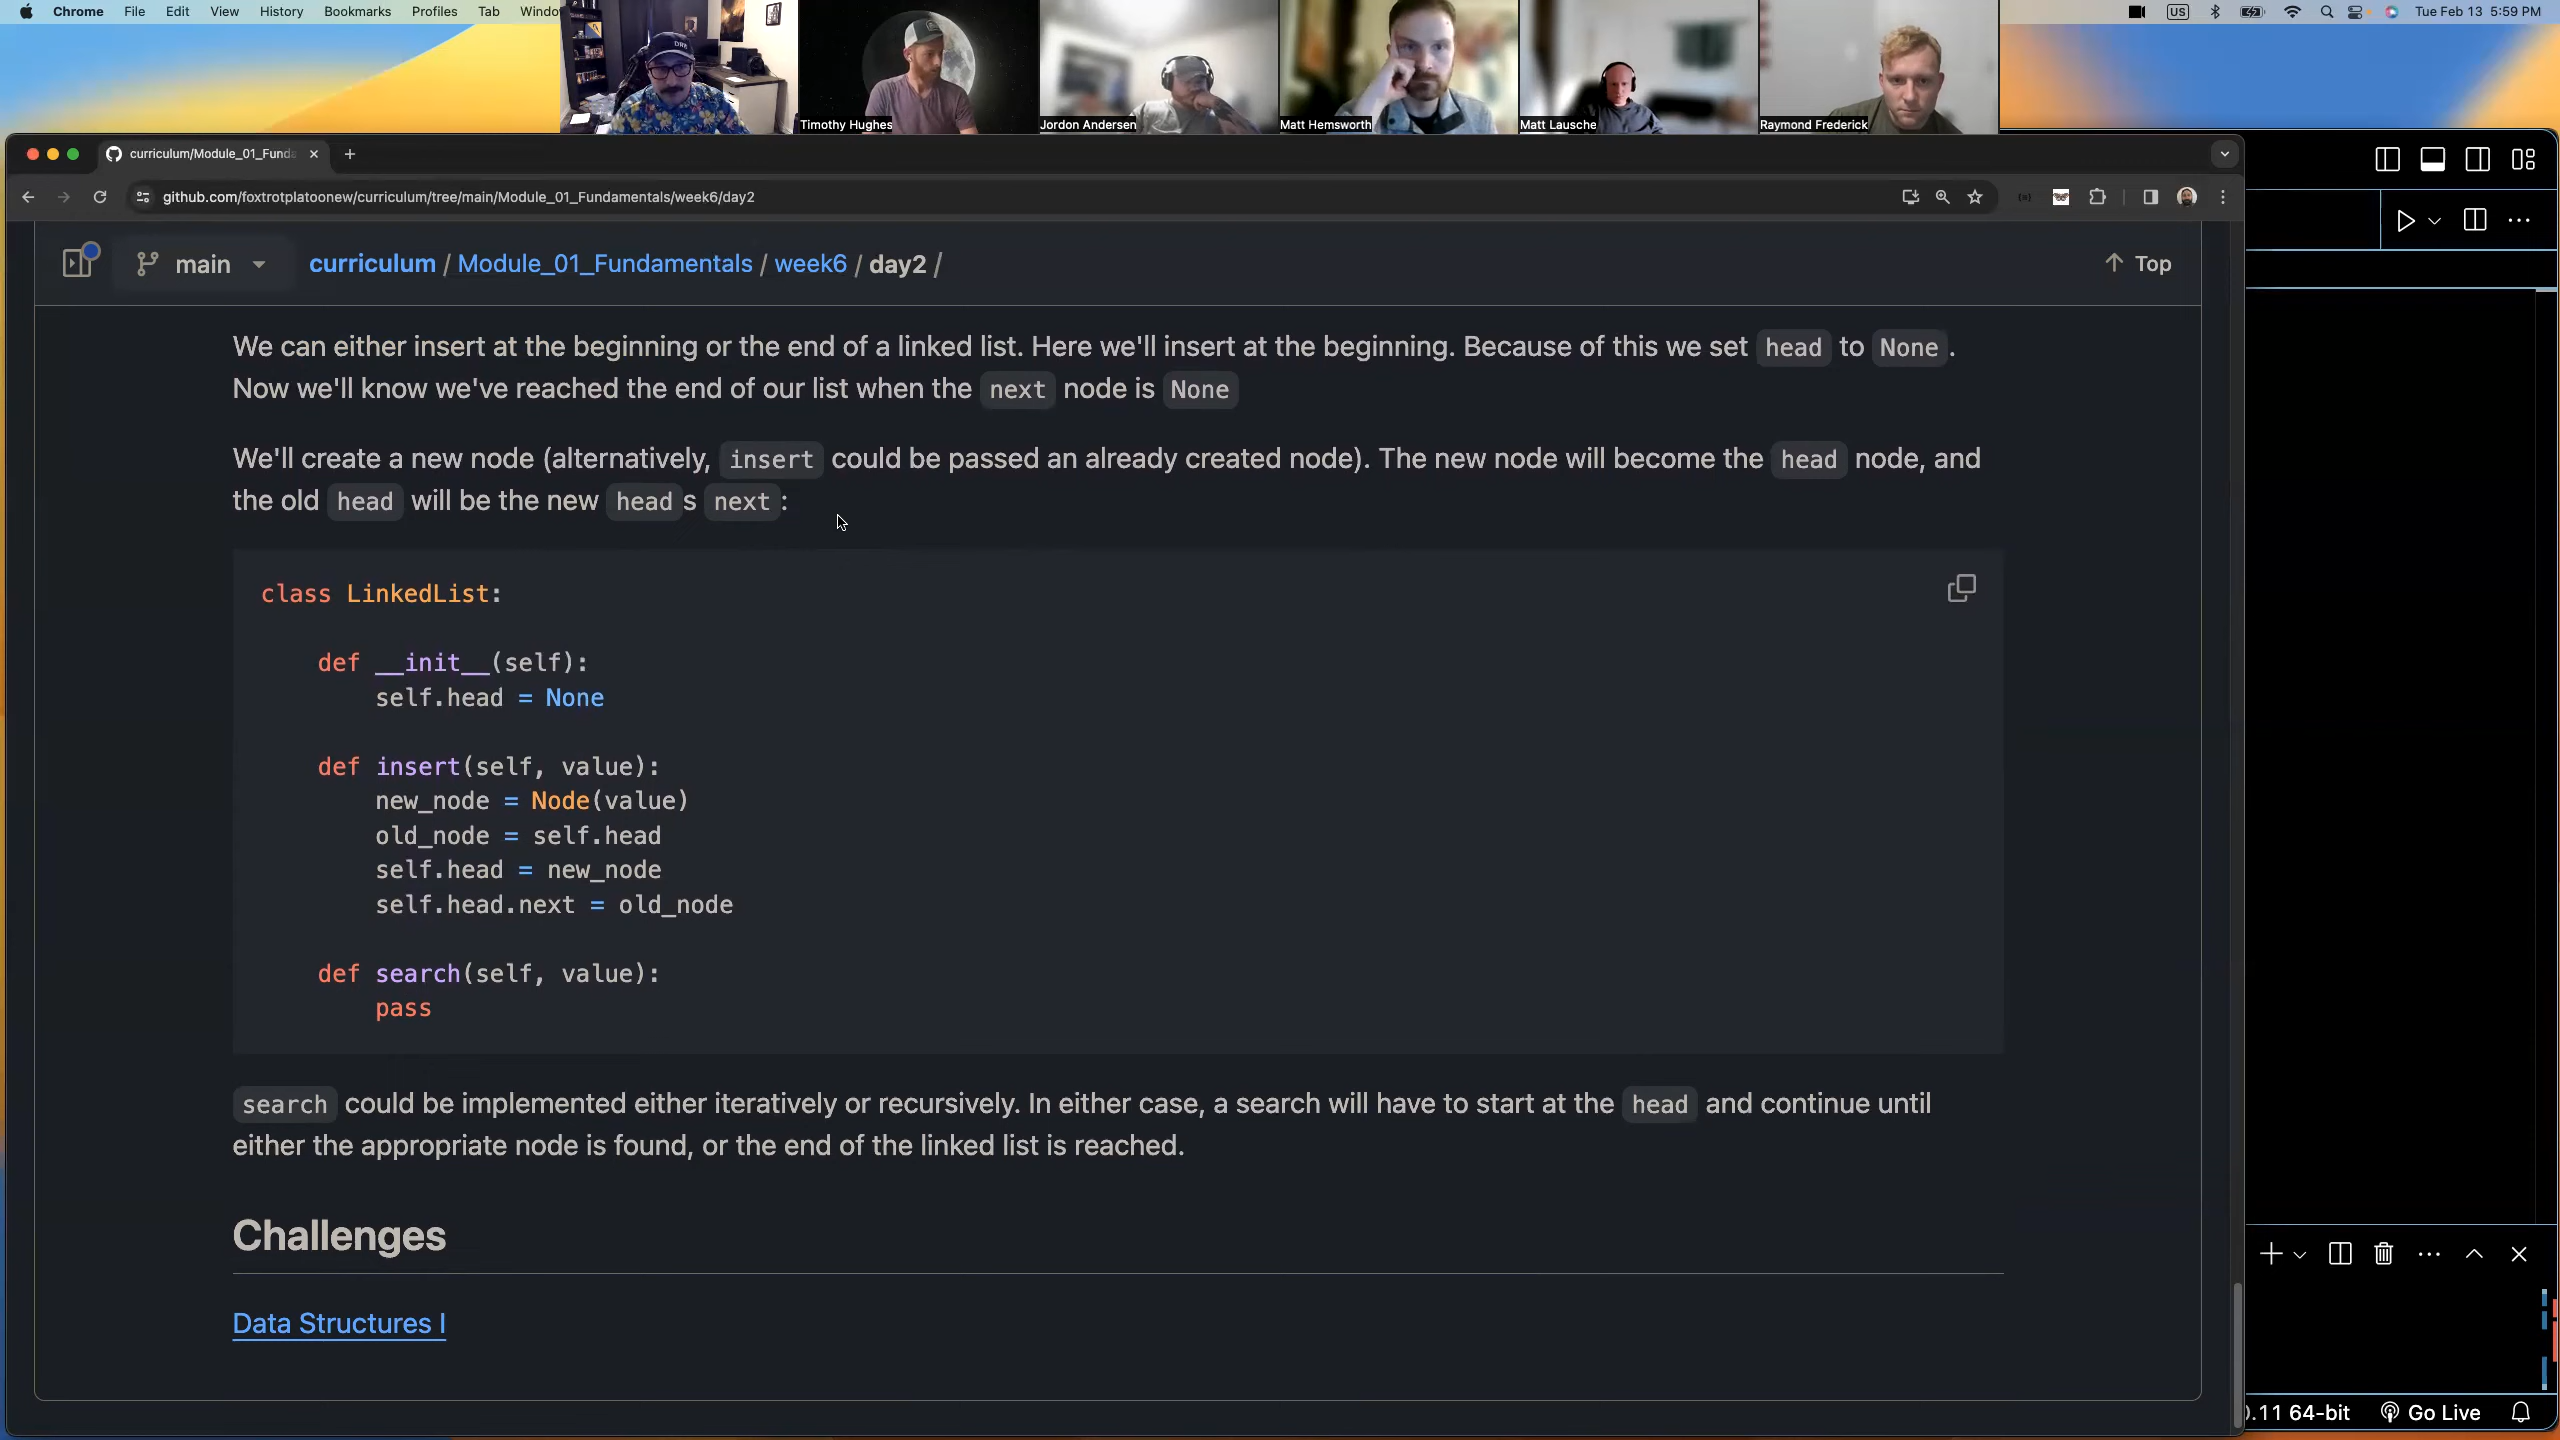 Chrome File Edit View History Bookmarks Profiles Tab Windo
US Tue Feb 13 5:59 PM
DRR
Timothy Hughes
Jordon Andersen
Matt Hemsworth
Matt Lausche
Raymond Frederick
curriculum/Module_01_Funda
github.com/foxtrotplatoonew/curriculum/tree/main/Module_01_Fundamentals/week6/day2
main curriculum / Module_01_Fundamentals / week6 / day2 / Top
We can either insert at the beginning or the end of a linked list. Here we'll insert at the beginning. Because of this we set head to None .
Now we'll know we've reached the end of our list when the next node is None
We'll create a new node (alternatively, insert could be passed an already created node). The new node will become the head node, and
the old head will be the new head s next :
class LinkedList:
def __init__(self):
self.head = None
def insert(self, value):
new_node = Node(value)
old_node = self.head
self.head = new_node
self.head.next = old_node
def search(self, value):
pass
search could be implemented either iteratively or recursively. In either case, a search will have to start at the head and continue until
either the appropriate node is found, or the end of the linked list is reached.
Challenges
Data Structures I
.11 64-bit Go Live